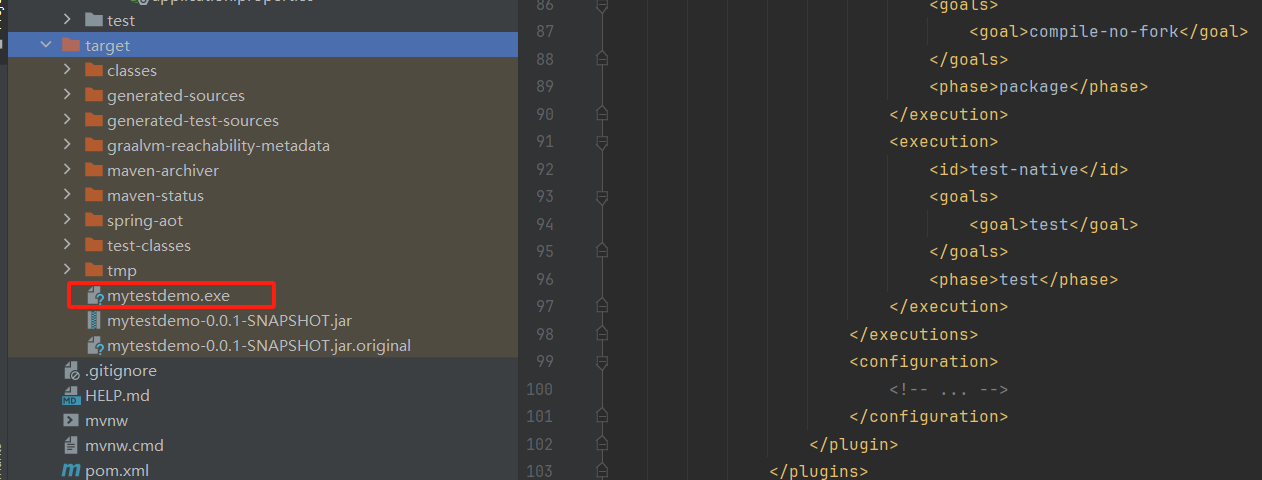 application.properties
test
target
classes
generated-sources
generated-test-sources
graalvm-reachability-metadata
maven-archiver
maven-status
spring-aot
test-classes
tmp
mytestdemo.exe
mytestdemo-0.0.1-SNAPSHOT.jar
mytestdemo-0.0.1-SNAPSHOT.jar.original
.gitignore
MD HELP.md
mvnw
mvnw.cmd
m pom.xml
86 <goals>
87 <goal>compile-no-fork</goal>
88 </goals>
89 <phase>package</phase>
90 </execution>
91 <execution>
92 <id>test-native</id>
93 <goals>
94 <goal>test</goal>
95 </goals>
96 <phase>test</phase>
97 </execution>
98 </executions>
99 <configuration>
100 <!-- ... -->
101 </configuration>
102 </plugin>
103 </plugins>